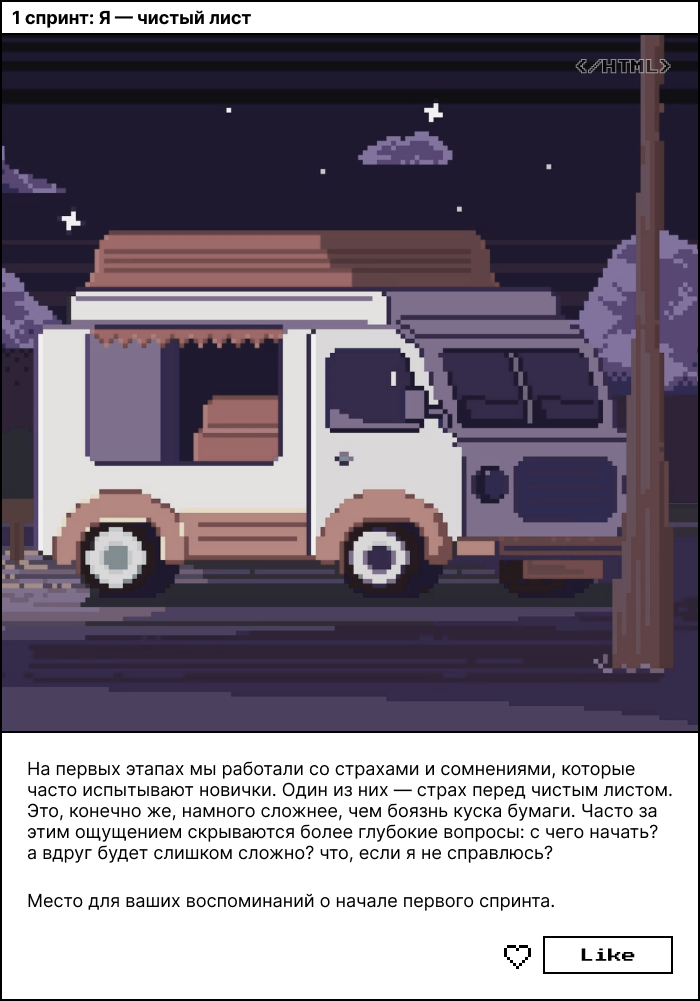 1 спринт: Я — чистый лист
</HTML>
На первых этапах мы работали со страхами и сомнениями, которые
часто испытывают новички. Один из них — страх перед чистым листом.
Это, конечно же, намного сложнее, чем боязнь куска бумаги. Часто за
этим ощущением скрываются более глубокие вопросы: с чего начать?
а вдруг будет слишком сложно? что, если я не справлюсь?
Место для ваших воспоминаний о начале первого спринта.
Like